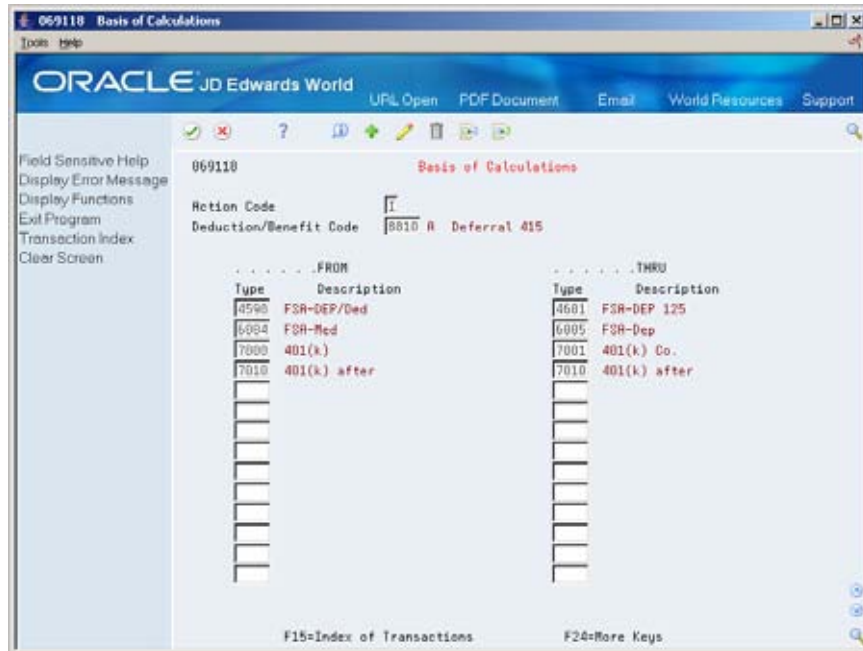 069118 Basis of Calculations
Tools Help
ORACLE JD Edwards World
URL Open PDF Document Email World Resources Support
Field Sensitive Help
Display Error Message
Display Functions
Exit Program
Transaction Index
Clear Screen
069118 Basis of Calculations
Action Code I
Deduction/Benefit Code 8810 A Deferral 415
. . . . . .FROM . . . . . .THRU
Type Description Type Description
4590 FSA-DEP/Ded 4601 FSA-DEP 125
6004 FSA-Med 6005 FSA-Dep
7000 401(k) 7001 401(k) Co.
7010 401(k) after 7010 401(k) after
F15=Index of Transactions F24=More Keys